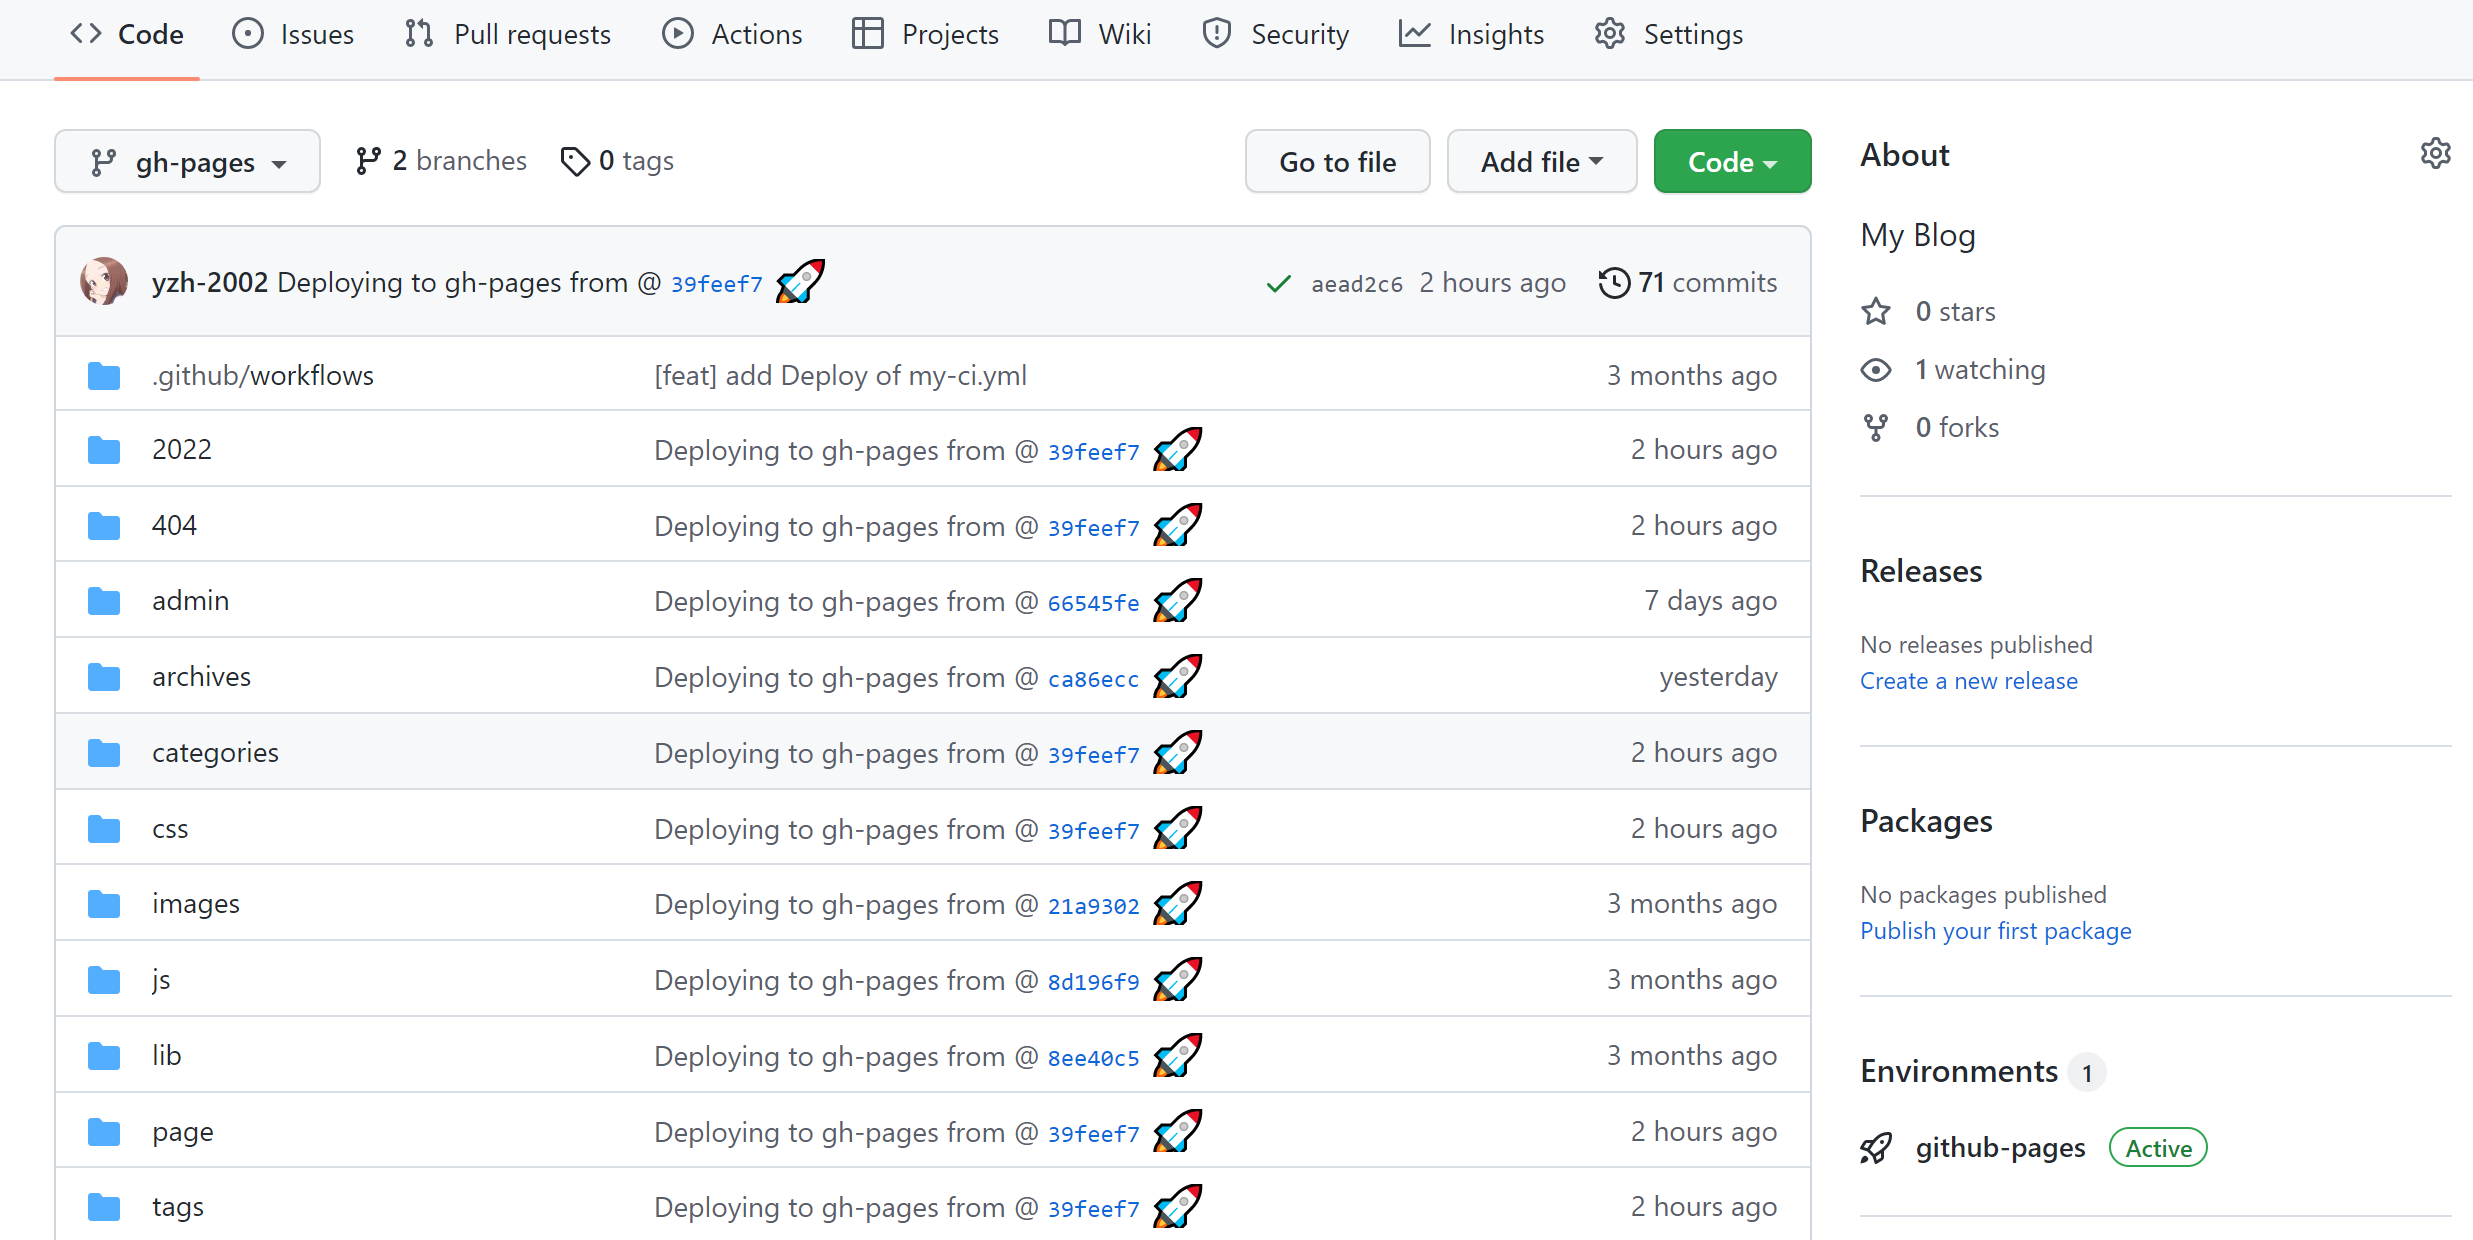 Code Issues Pull requests Actions Projects Wiki Security Insights Settings
gh-pages 2 branches 0 tags Go to file Add file Code
yzh-2002 Deploying to gh-pages from @ 39feef7 aead2c6 2 hours ago 71 commits
.github/workflows [feat] add Deploy of my-ci.yml 3 months ago
2022 Deploying to gh-pages from @ 39feef7 2 hours ago
404 Deploying to gh-pages from @ 39feef7 2 hours ago
admin Deploying to gh-pages from @ 66545fe 7 days ago
archives Deploying to gh-pages from @ ca86ecc yesterday
categories Deploying to gh-pages from @ 39feef7 2 hours ago
css Deploying to gh-pages from @ 39feef7 2 hours ago
images Deploying to gh-pages from @ 21a9302 3 months ago
js Deploying to gh-pages from @ 8d196f9 3 months ago
lib Deploying to gh-pages from @ 8ee40c5 3 months ago
page Deploying to gh-pages from @ 39feef7 2 hours ago
tags Deploying to gh-pages from @ 39feef7 2 hours ago
About
My Blog
0 stars
1 watching
0 forks
Releases
No releases published
Create a new release
Packages
No packages published
Publish your first package
Environments 1
github-pages Active